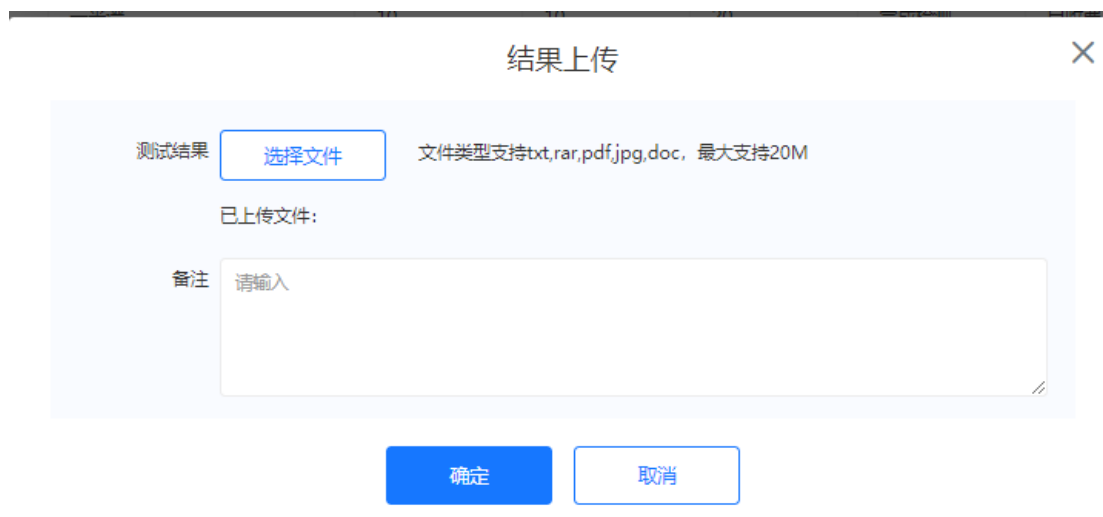 结果上传
测试结果 选择文件 文件类型支持txt,rar,pdf,jpg,doc，最大支持20M
已上传文件：
备注 请输入
确定 取消